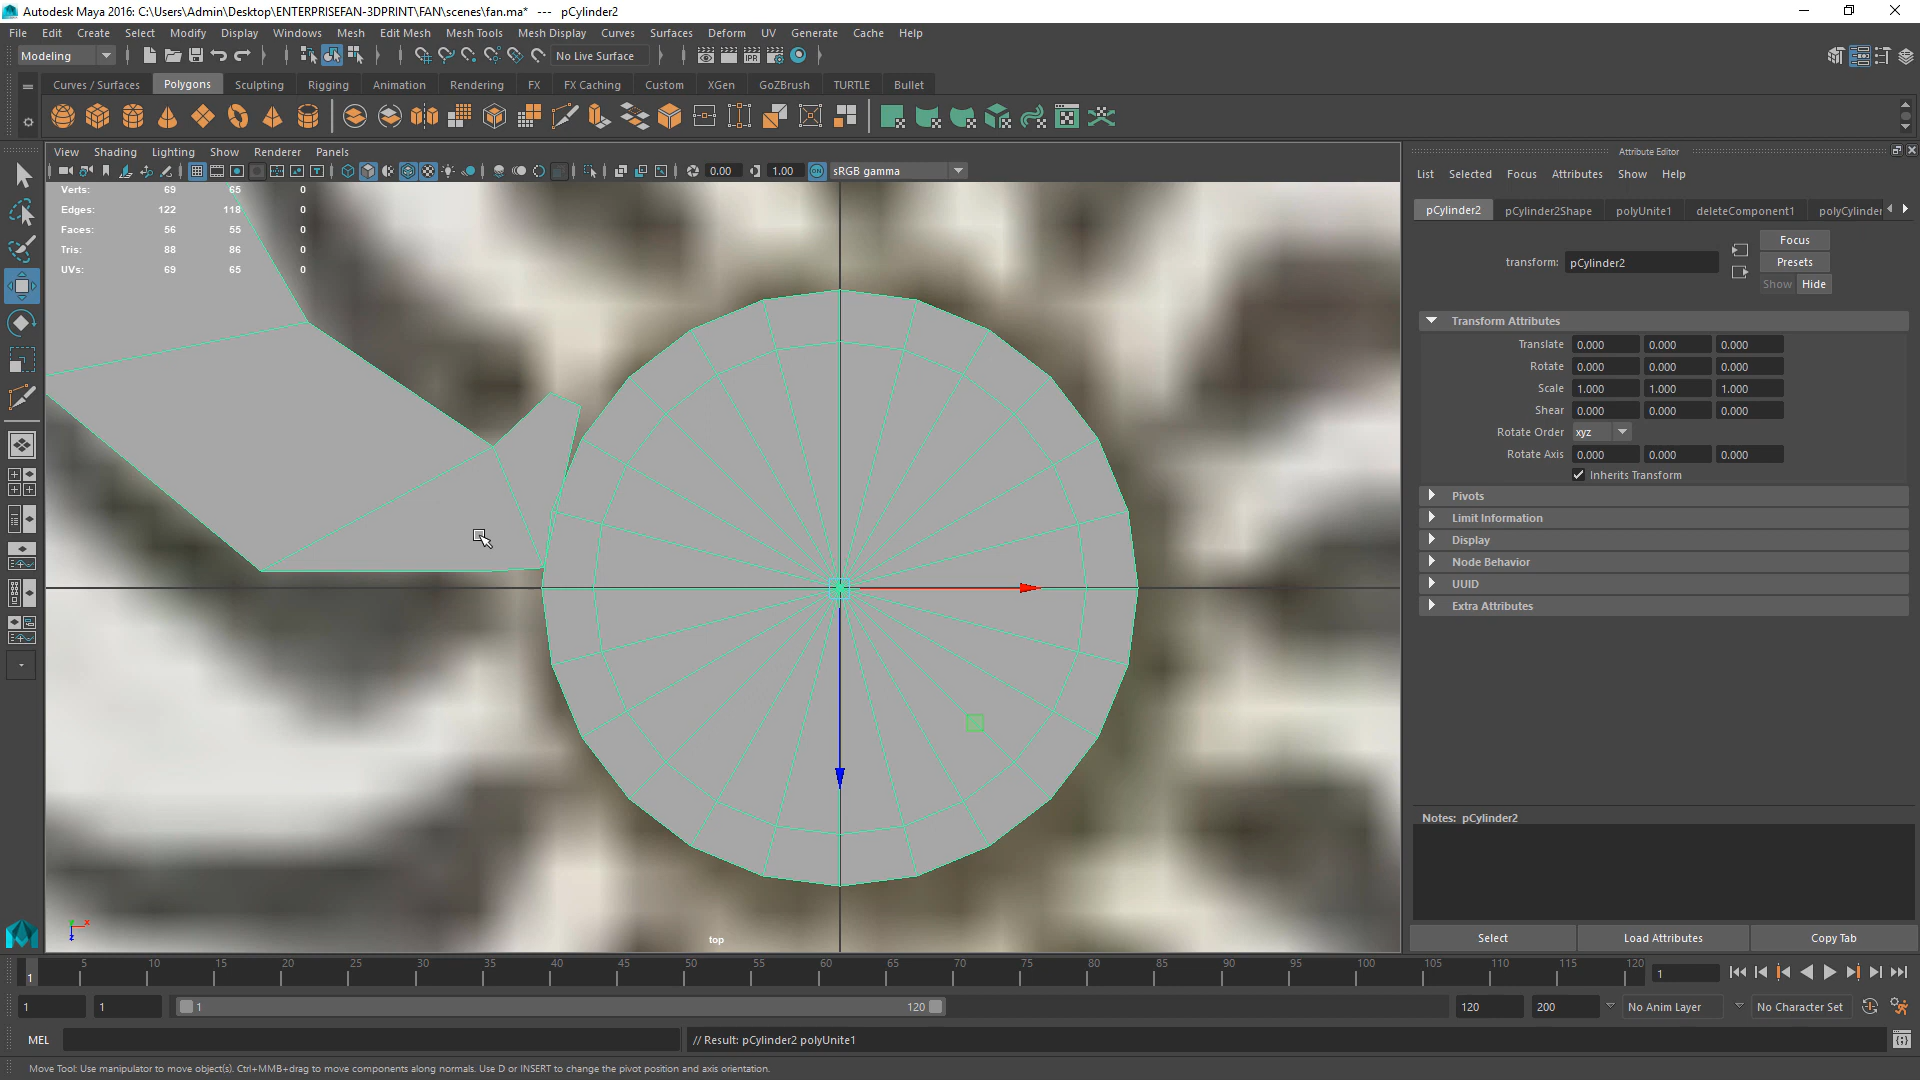 Autodesk Maya 2016: C:\Users\Admin\Desktop\ENTERPRISEFAN-3DPRINT\FAN\scenes\fan.ma* --- pCylinder2
File Edit Create Select Modify Display Windows Mesh Edit Mesh Mesh Tools Mesh Display Curves Surfaces Deform UV Generate Cache Help
Modeling No Live Surface
Curves / Surfaces Polygons Sculpting Rigging Animation Rendering FX FX Caching Custom XGen GoZBrush TURTLE Bullet
View Shading Lighting Show Renderer Panels
0.00 1.00 ON sRGB gamma
Verts: 69 65 0
Edges: 122 118 0
Faces: 56 55 0
Tris: 88 86 0
UVs: 69 65 0
top
Attribute Editor
List Selected Focus Attributes Show Help
pCylinder2 pCylinder2Shape polyUnite1 deleteComponent1 polyCylinder
transform: pCylinder2
Focus
Presets
Show Hide
Transform Attributes
Translate 0.000 0.000 0.000
Rotate 0.000 0.000 0.000
Scale 1.000 1.000 1.000
Shear 0.000 0.000 0.000
Rotate Order xyz
Rotate Axis 0.000 0.000 0.000
Inherits Transform
Pivots
Limit Information
Display
Node Behavior
UUID
Extra Attributes
Notes: pCylinder2
Select Load Attributes Copy Tab
1 5 10 15 20 25 30 35 40 45 50 55 60 65 70 75 80 85 90 95 100 105 110 115 120 1
1 1 1 120 120 200 No Anim Layer No Character Set
MEL // Result: pCylinder2 polyUnite1
Move Tool: Use manipulator to move object(s). Ctrl+MMB+drag to move components along normals. Use D or INSERT to change the pivot position and axis orientation.